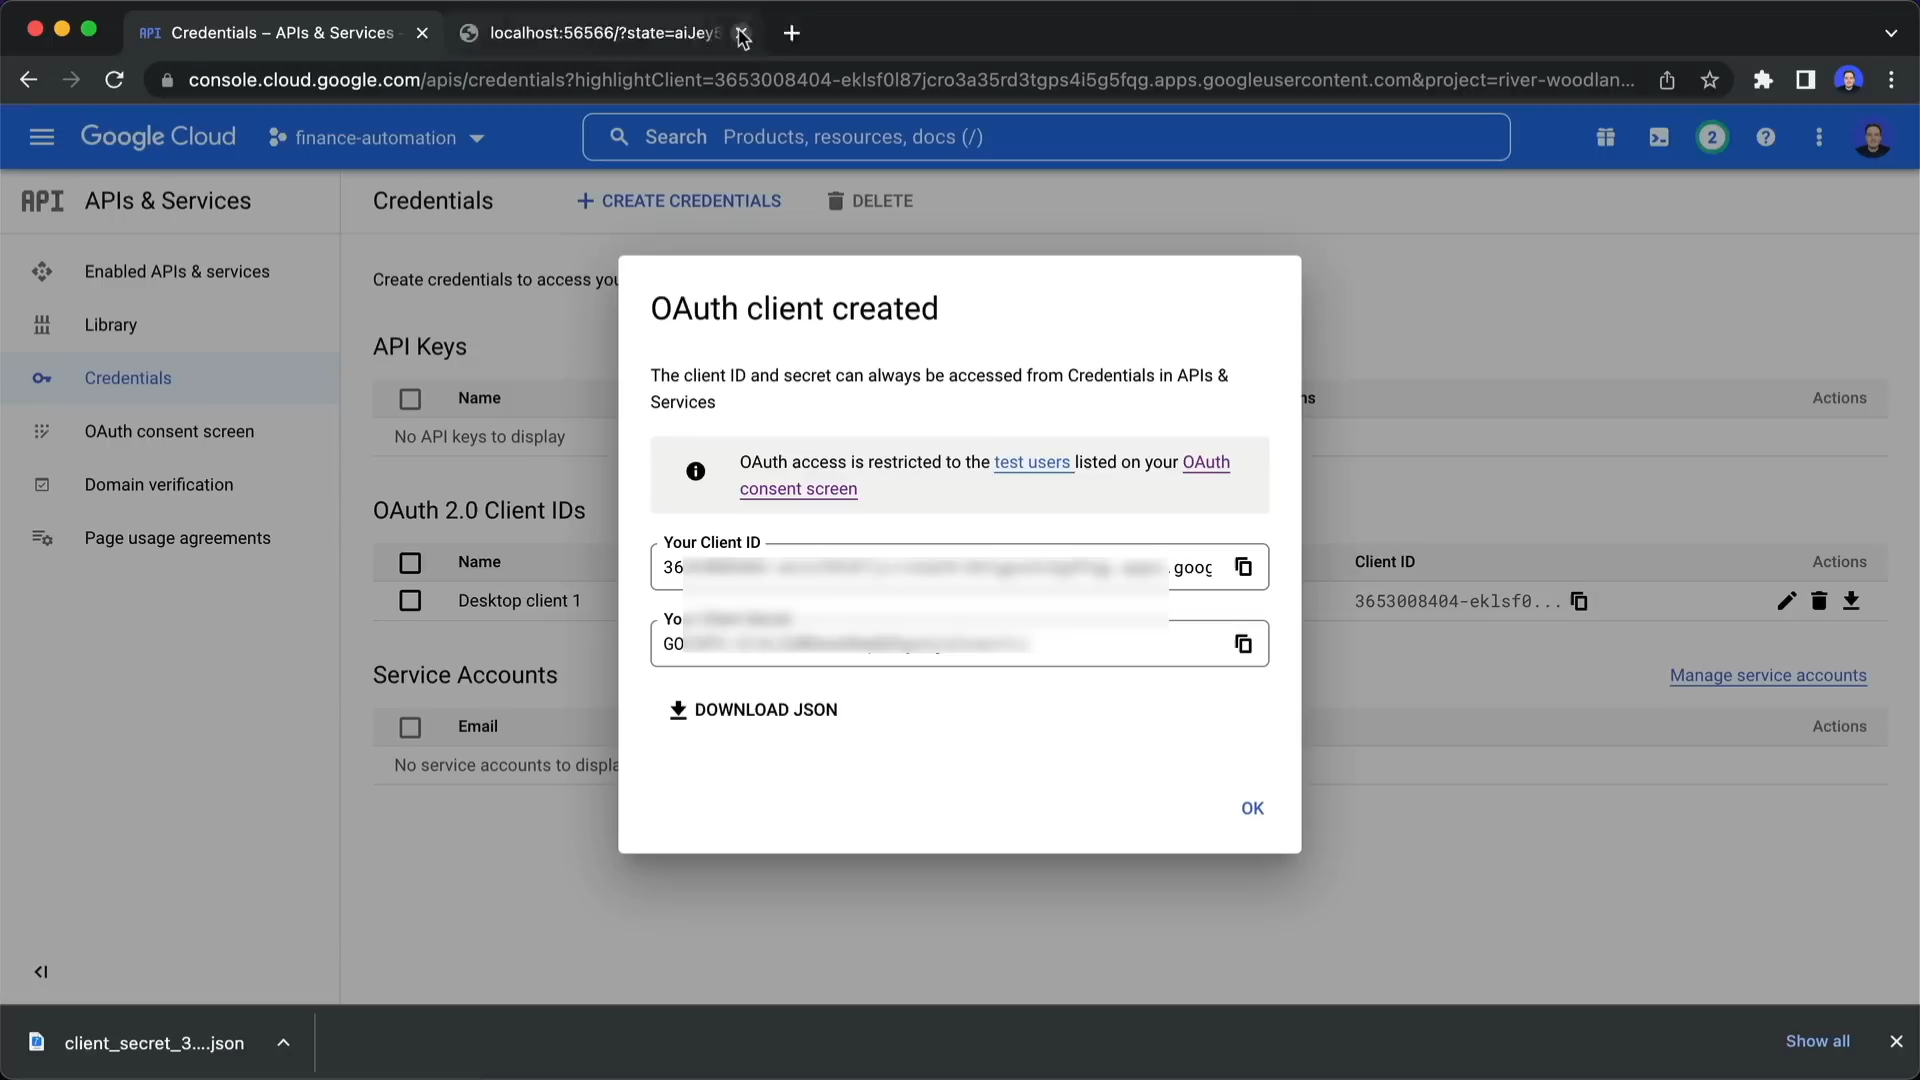 API Credentials – APIs & Services
localhost:56566/?state=aiJey5
console.cloud.google.com/apis/credentials?highlightClient=3653008404-eklsf0l87jcro3a35rd3tgps4i5g5fqg.apps.googleusercontent.com&project=river-woodlan...
Google Cloud
finance-automation
Search Products, resources, docs (/)
2
API APIs & Services
Credentials
+ CREATE CREDENTIALS
DELETE
Enabled APIs & services
Library
Credentials
OAuth consent screen
Domain verification
Page usage agreements
Create credentials to access you
API Keys
Name
ns
Actions
No API keys to display
OAuth 2.0 Client IDs
Name
Client ID
Actions
Desktop client 1
3653008404-eklsf0...
Service Accounts
Manage service accounts
Email
Actions
No service accounts to displa
OAuth client created
The client ID and secret can always be accessed from Credentials in APIs &
Services
OAuth access is restricted to the test users listed on your OAuth
consent screen
Your Client ID
36
.goog
Yo
GO
DOWNLOAD JSON
OK
client_secret_3....json
Show all